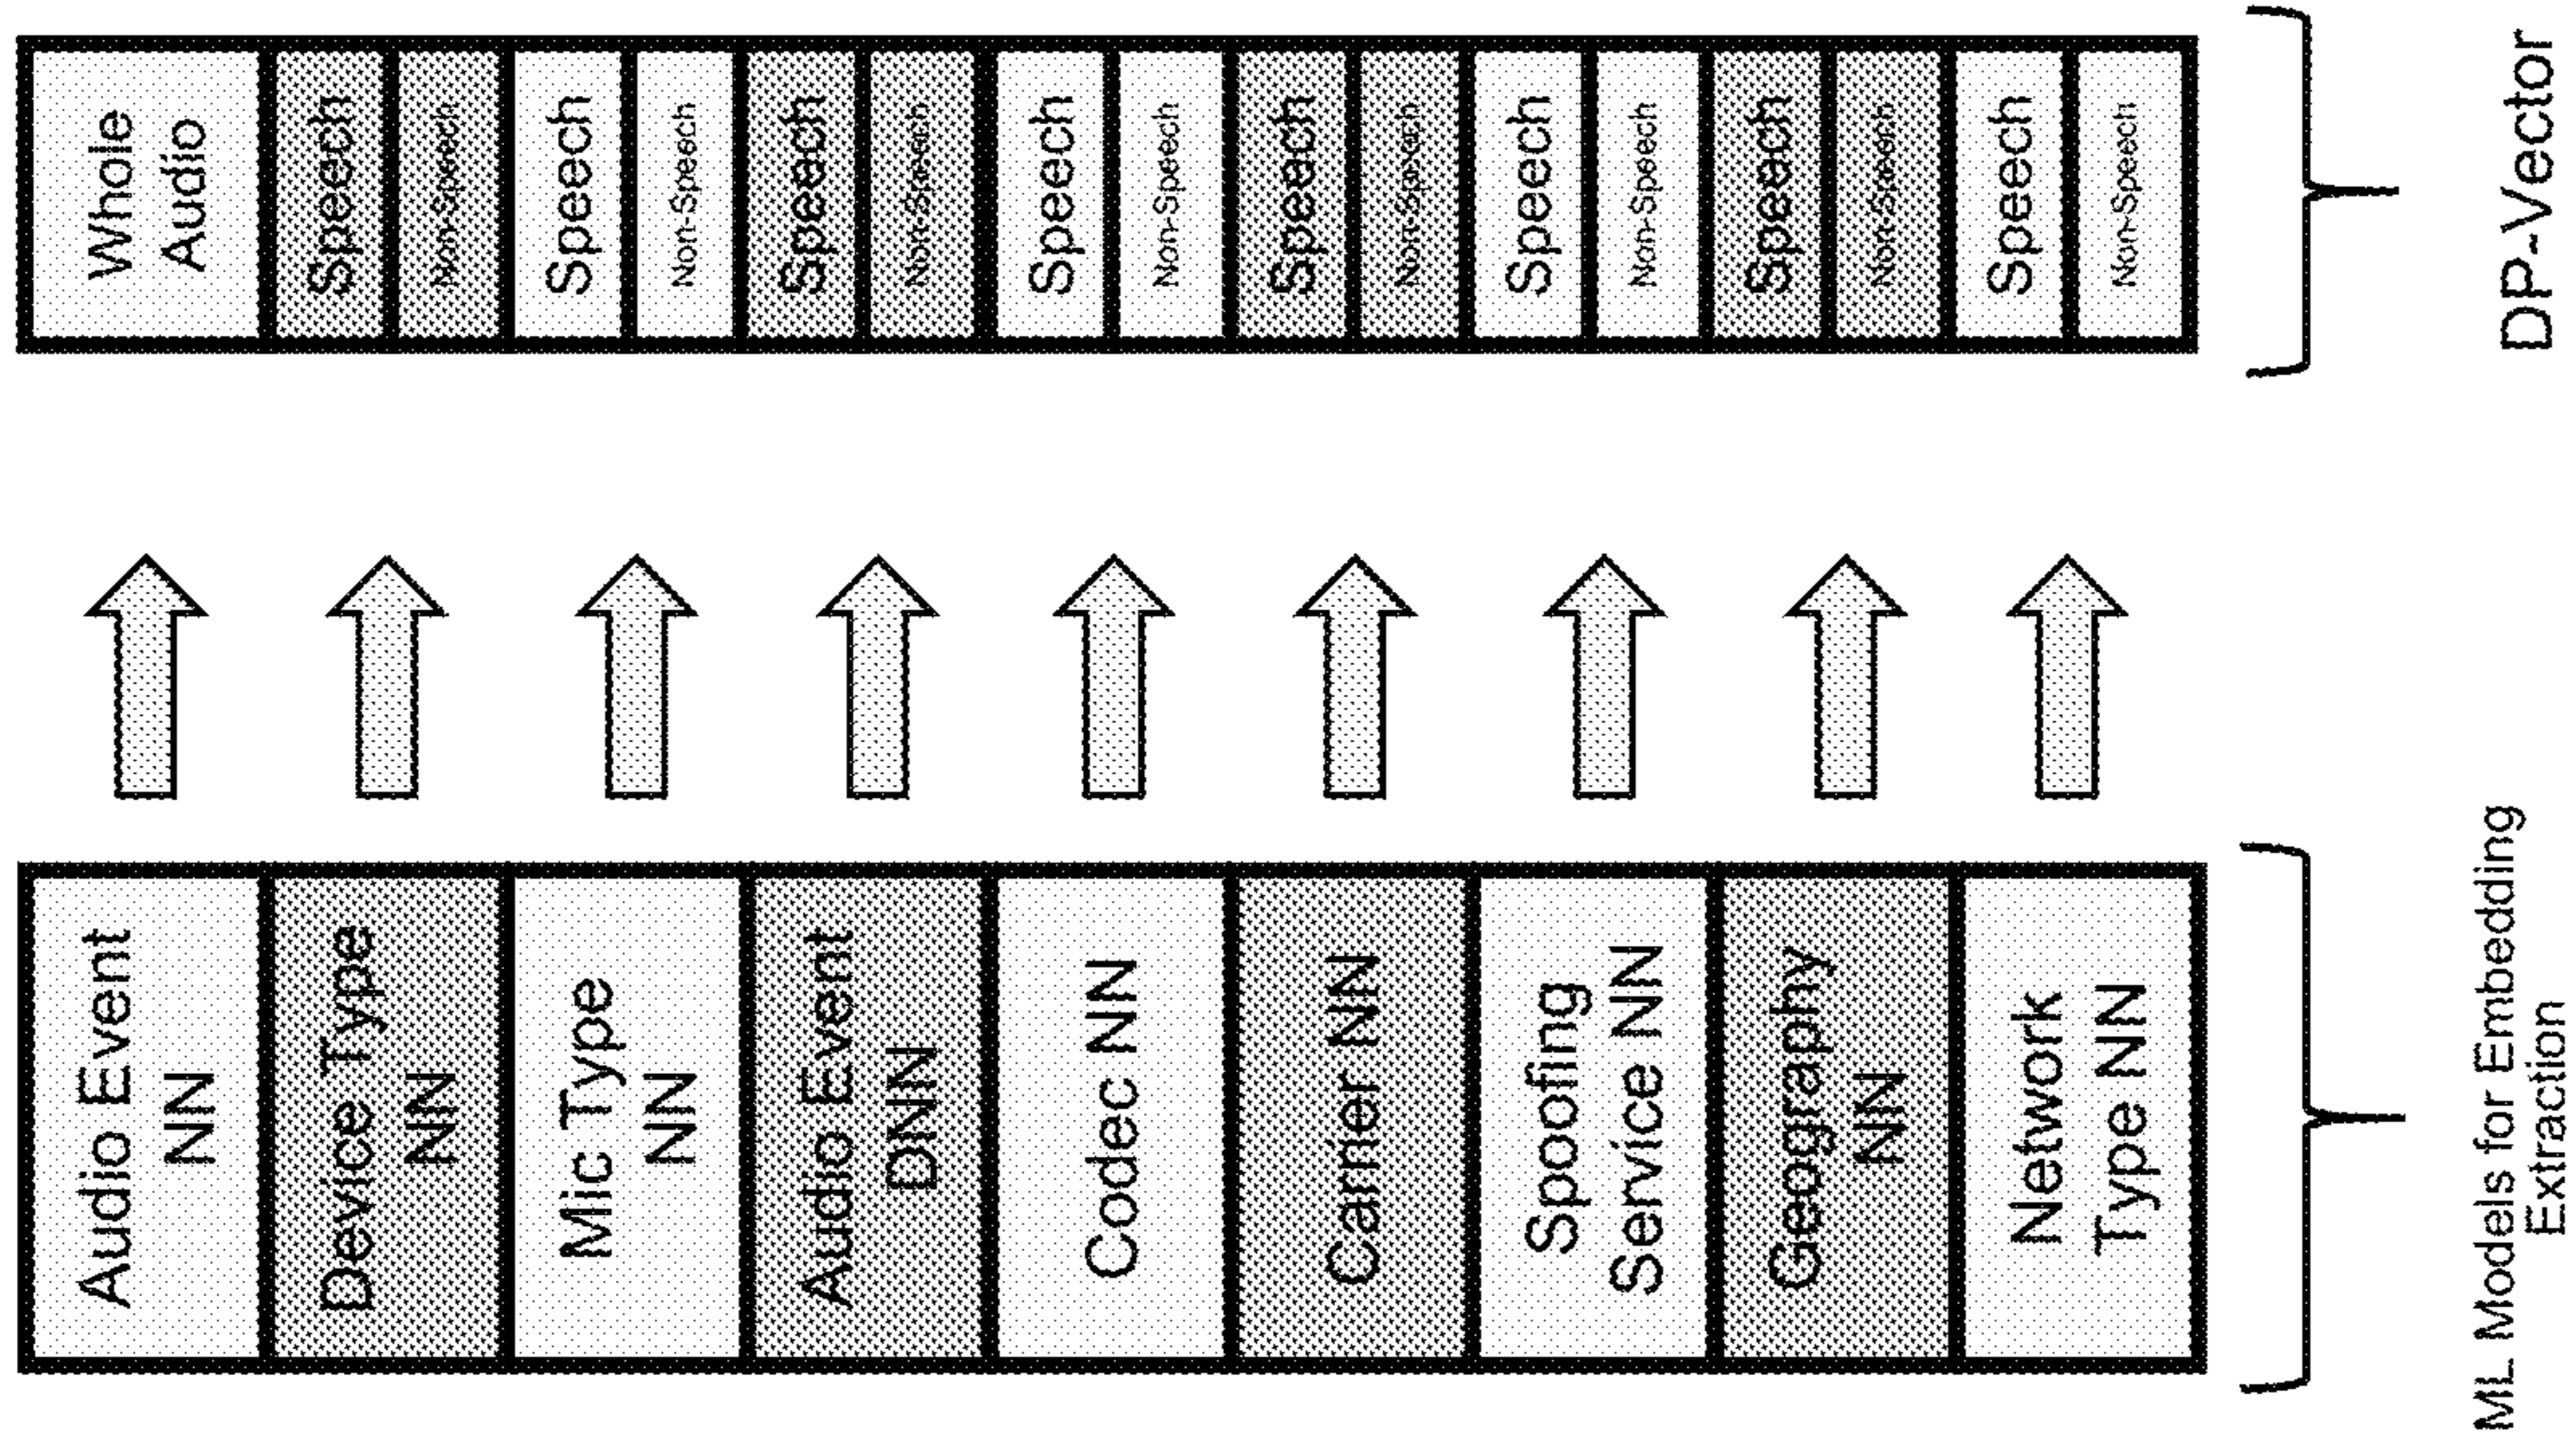 Audio Event
NN
Device Type
NN
Mic Type
NN
Audio Event
DNN
Codec NN
Carrier NN
Spoofing
Service NN
Geography
NN
Network
Type NN
ML Models for Embedding
Extraction
Whole
Audio
Speech
Non-Speech
Speech
Non-Speech
Speech
Non-Speech
Speech
Non-Speech
Speech
Non-Speech
Speech
Non-Speech
Speech
Non-Speech
Speech
Non-Speech
DP-Vector